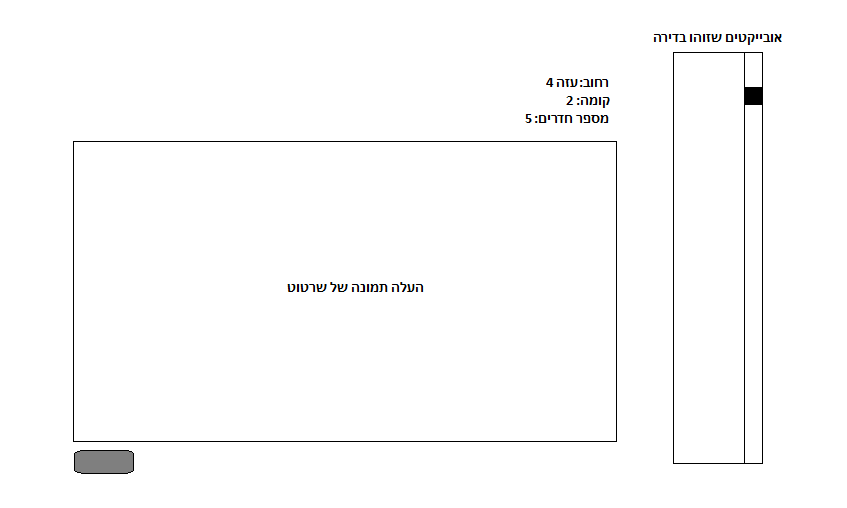 אובייקטים שזוהו בדירה
רחוב: עזה 4
קומה: 2
מספר חדרים: 5
העלה תמונה של שרטוט